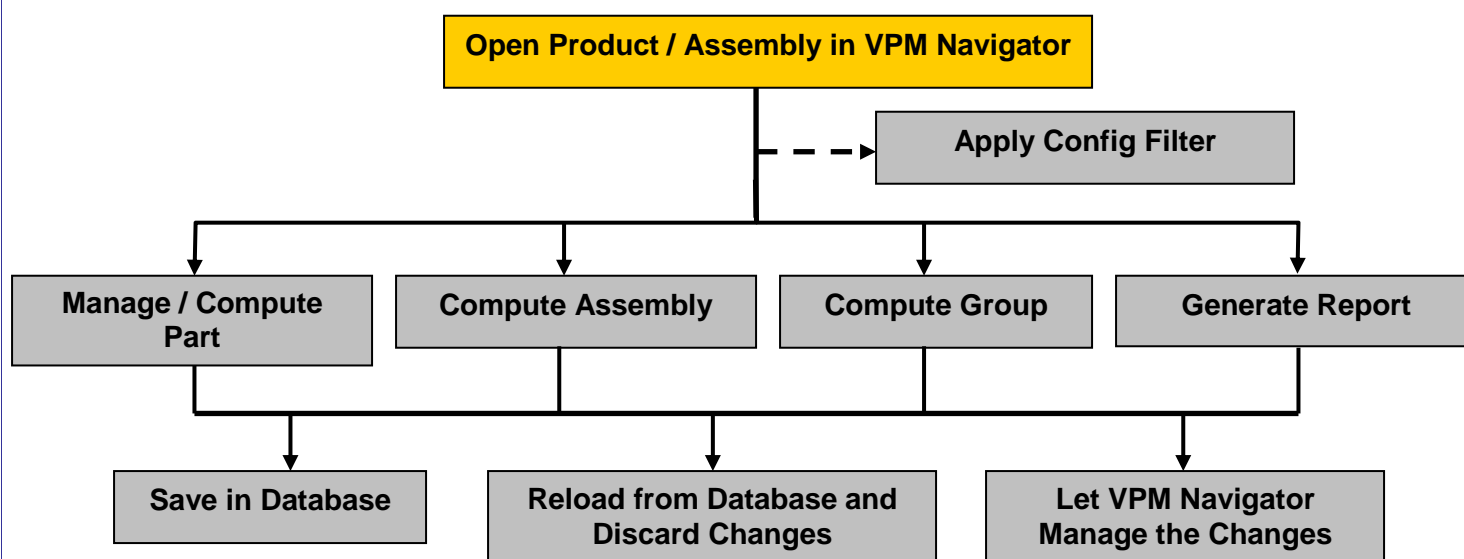 Open Product / Assembly in VPM Navigator
Apply Config Filter
Manage / Compute
Part
Compute Assembly
Compute Group
Generate Report
Save in Database
Reload from Database and
Discard Changes
Let VPM Navigator
Manage the Changes